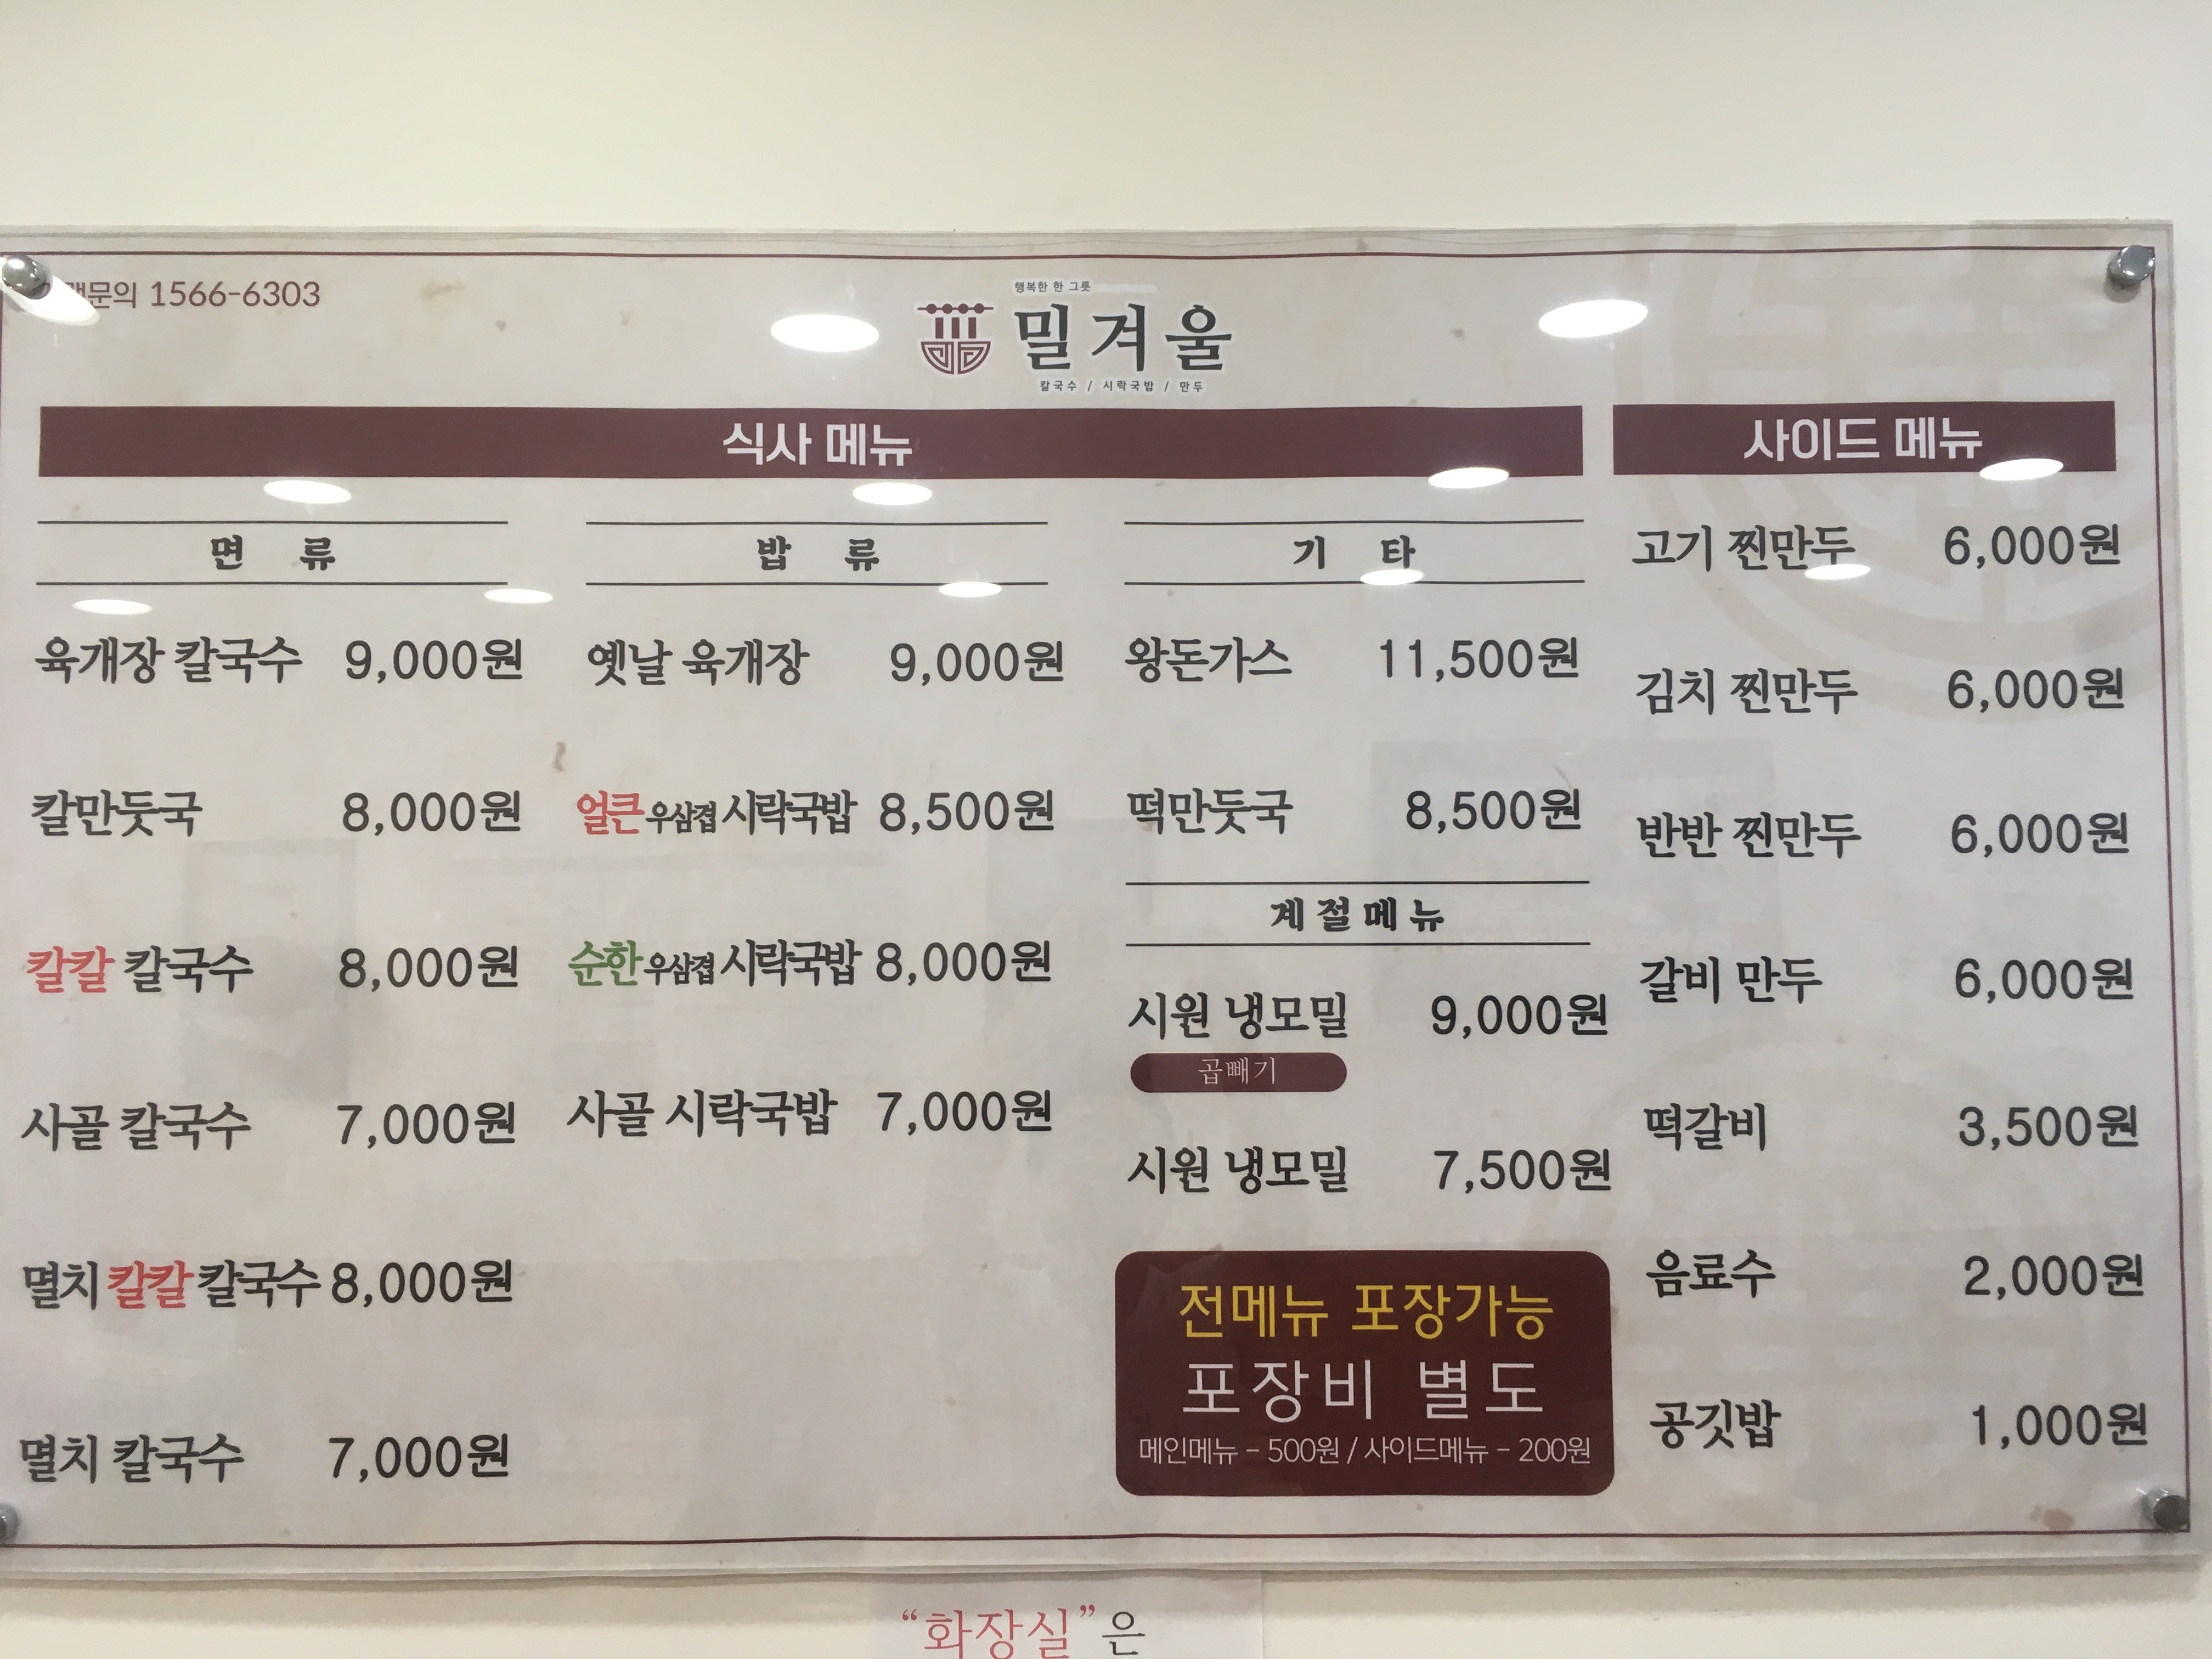 문의 1566-6303
행복한 한 그릇
밀겨울
칼국수 / 시락국밥 / 만두
식사 메뉴
면 류
육개장 칼국수 9,000원
칼만둣국 8,000원
칼칼 칼국수 8,000원
사골 칼국수 7,000원
멸치 칼칼 칼국수 8,000원
멸치 칼국수 7,000원
밥 류
옛날 육개장 9,000원
얼큰 우삼겹 시락국밥 8,500원
순한 우삼겹 시락국밥 8,000원
사골 시락국밥 7,000원
기 타
왕돈가스 11,500원
떡만둣국 8,500원
계절메뉴
시원 냉모밀 9,000원
곱빼기
시원 냉모밀 7,500원
전메뉴 포장가능
포장비 별도
메인메뉴 - 500원 / 사이드메뉴 - 200원
사이드 메뉴
고기 찐만두 6,000원
김치 찐만두 6,000원
반반 찐만두 6,000원
갈비 만두 6,000원
떡갈비 3,500원
음료수 2,000원
공깃밥 1,000원
“화장실”은